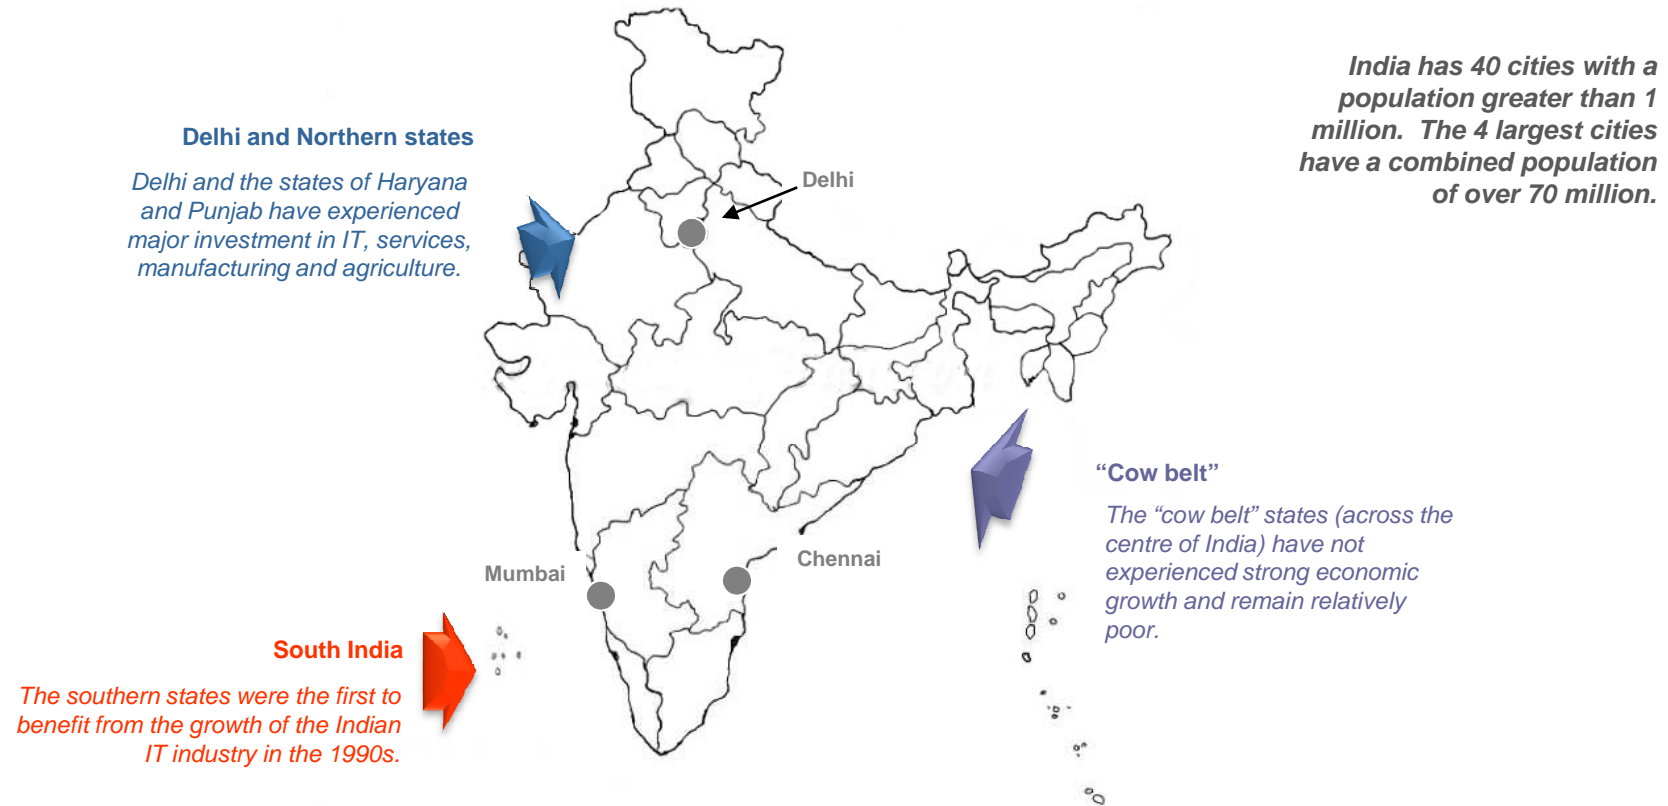 India has 40 cities with a
population greater than 1
million.  The 4 largest cities
have a combined population
of over 70 million.
Delhi and Northern states
Delhi and the states of Haryana
and Punjab have experienced
major investment in IT, services,
manufacturing and agriculture.
Delhi
“Cow belt”
The “cow belt” states (across the
centre of India) have not
experienced strong economic
growth and remain relatively
poor.
Chennai
Mumbai
South India
The southern states were the first to
benefit from the growth of the Indian
IT industry in the 1990s.